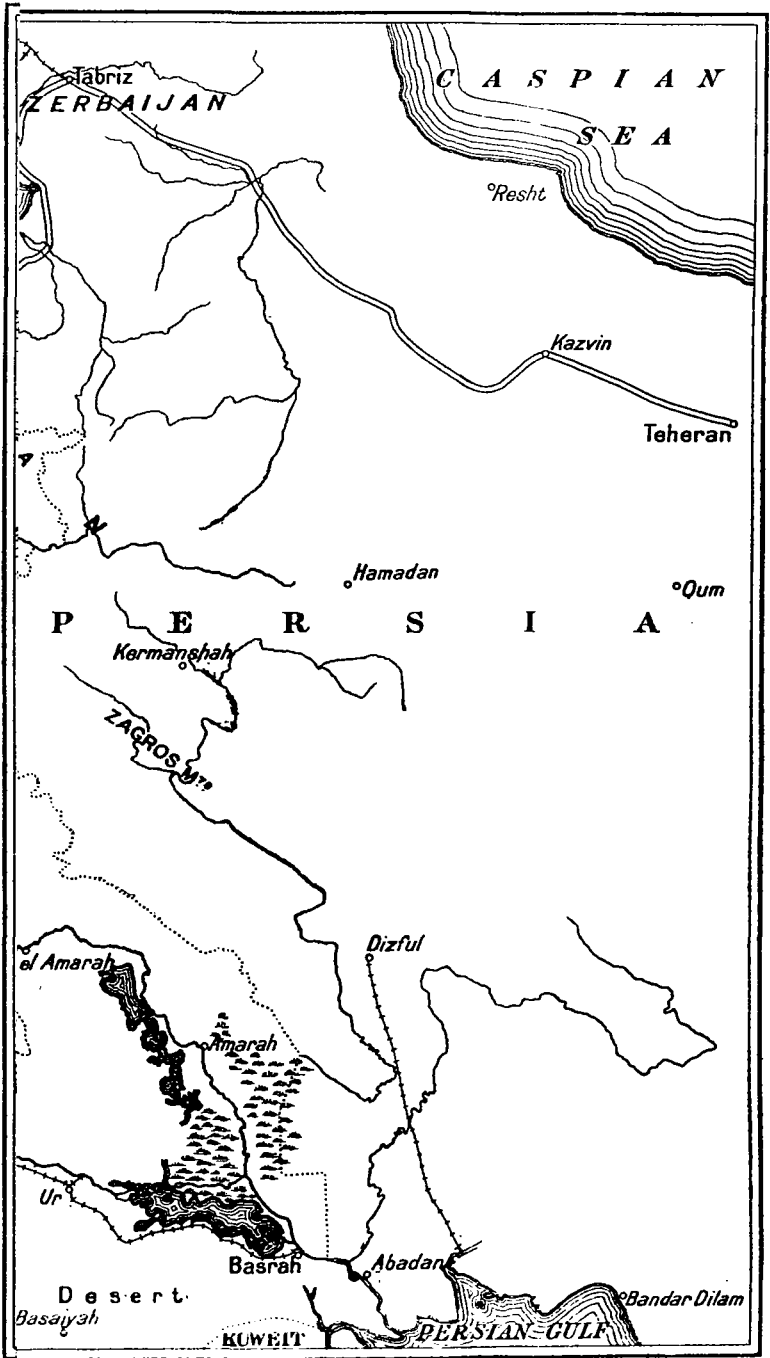 CASPIAN
SEA
Tabriz
ZERBAIJAN
Resht
Kazvin
Teheran
A
N
Hamadan
Qum
PERSIA
Kermanshah
ZAGROS Mts
Dizful
el Amarah
Amarah
Ur
Basrah
Abadan
Desert
Bandar Dilam
Basaiyah
KUWEIT
PERSIAN GULF